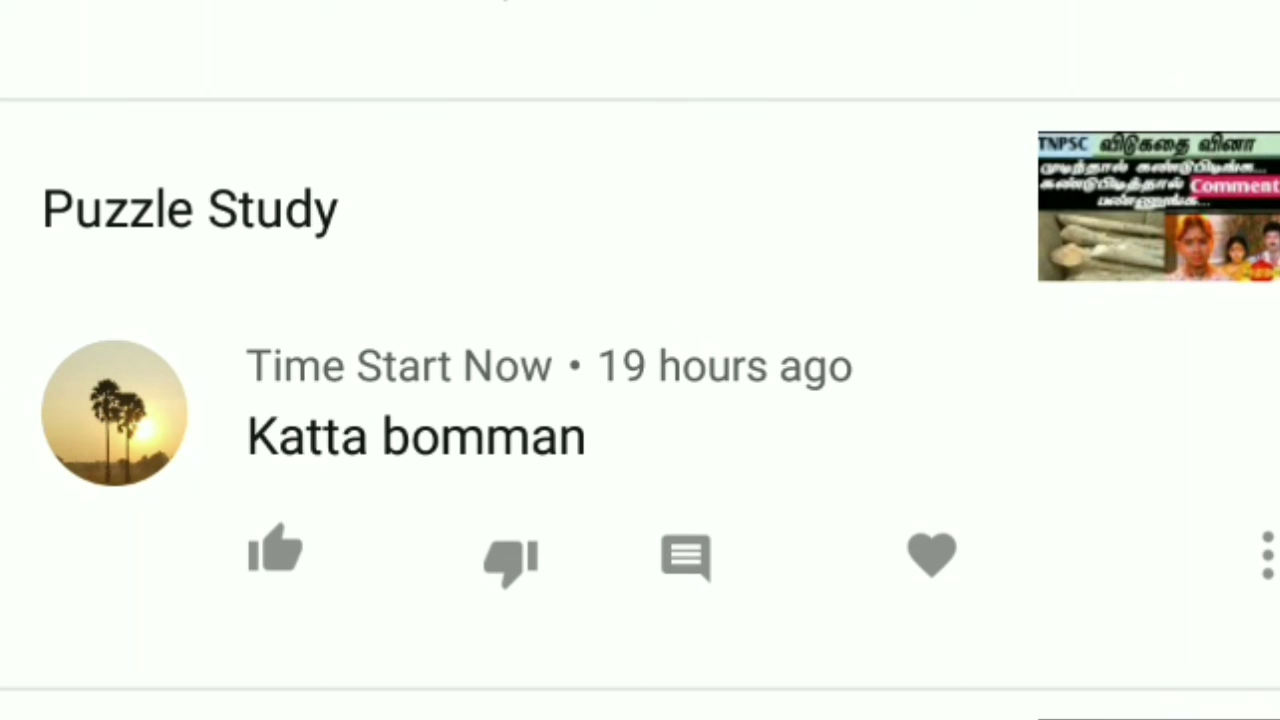 TNPSC விடுகதை வினா
முடிந்தால் கண்டுபிடிங்க...
கண்டுபிடித்தால் Comment
பண்ணுங்க...
Puzzle Study
Time Start Now • 19 hours ago
Katta bomman